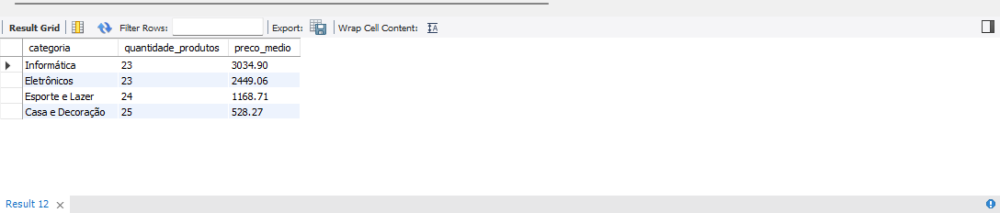 Result Grid Filter Rows: Export: Wrap Cell Content:
categoria quantidade_produtos preco_medio
Informática 23 3034.90
Eletrônicos 23 2449.06
Esporte e Lazer 24 1168.71
Casa e Decoração 25 528.27
Result 12